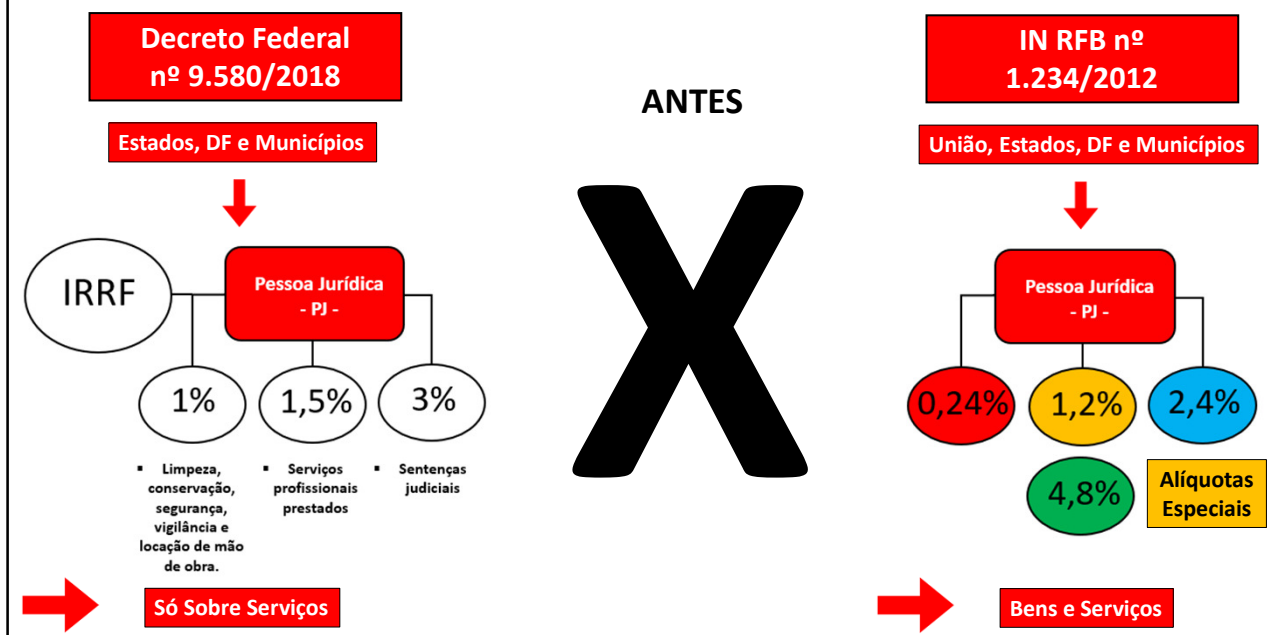 Decreto Federal
nº 9.580/2018
Estados, DF e Municípios
IRRF
Pessoa Jurídica
- PJ -
1%
1,5%
3%
▪ Limpeza,
conservação,
segurança,
vigilância e
locação de mão
de obra.
▪ Serviços
profissionais
prestados
▪ Sentenças
judiciais
Só Sobre Serviços
ANTES
X
IN RFB nº
1.234/2012
União, Estados, DF e Municípios
Pessoa Jurídica
- PJ -
0,24%
1,2%
2,4%
4,8%
Alíquotas
Especiais
Bens e Serviços